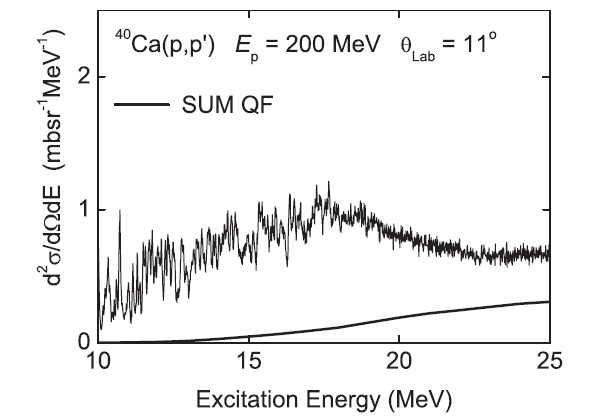 ⁴⁰Ca(p,p') Eₚ = 200 MeV θLab = 11°
SUM QF
d²σ/dΩdE (mbsr⁻¹MeV⁻¹)
2
1
0
10 15 20 25
Excitation Energy (MeV)